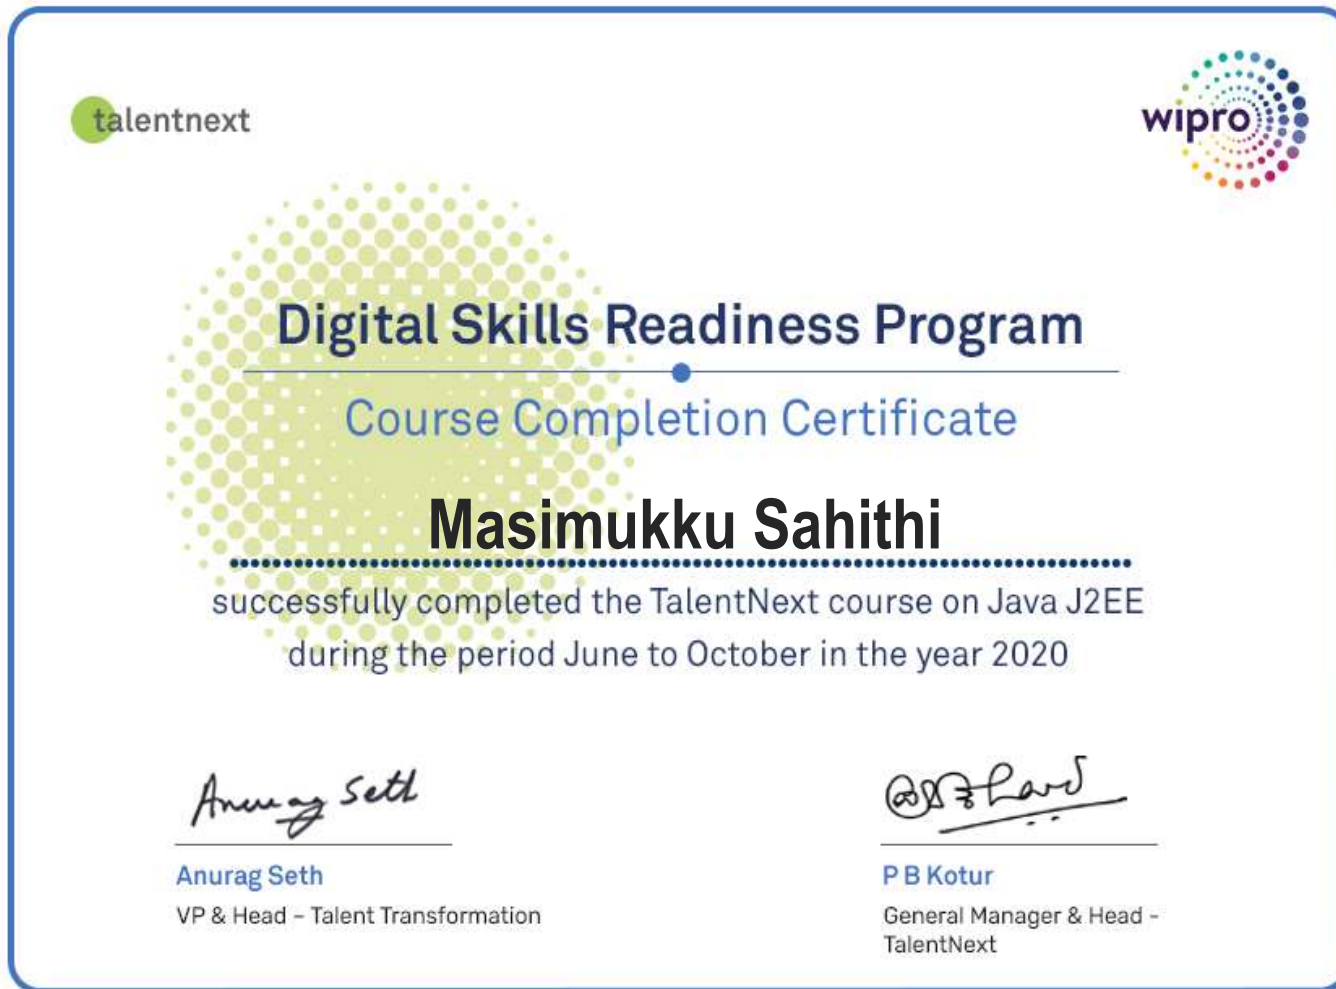 talentnext
wipro
Digital Skills Readiness Program
Course Completion Certificate
Masimukku Sahithi
successfully completed the TalentNext course on Java J2EE
during the period June to October in the year 2020
Anurag Seth
Anurag Seth
VP & Head – Talent Transformation
P B Kotur
General Manager & Head -
TalentNext